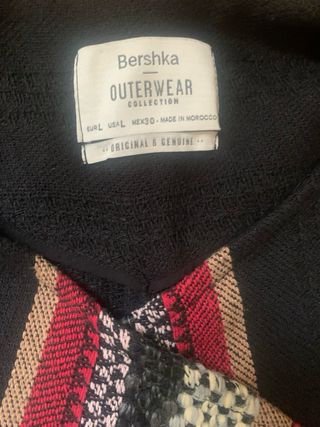 Bershka
OUTERWEAR
COLLECTION
EUR L USA L MEX 30 - MADE IN MOROCCO
•• ORIGINAL & GENUINE ••